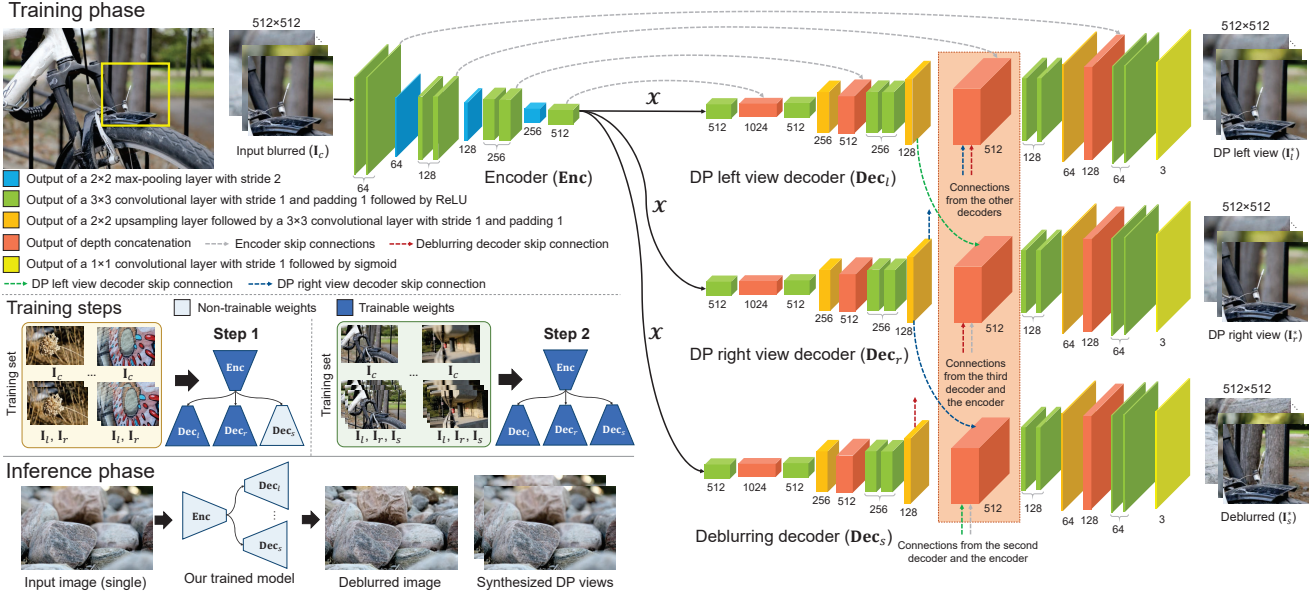 Training phase
512×512
Input blurred (I_c)
64
64
128
128
256
256
512
Encoder (Enc)
Output of a 2×2 max-pooling layer with stride 2
Output of a 3×3 convolutional layer with stride 1 and padding 1 followed by ReLU
Output of a 2×2 upsampling layer followed by a 3×3 convolutional layer with stride 1 and padding 1
Output of depth concatenation
Encoder skip connections
Deblurring decoder skip connection
Output of a 1×1 convolutional layer with stride 1 followed by sigmoid
DP left view decoder skip connection
DP right view decoder skip connection
x
x
x
512
1024
512
256
512
256
128
512
128
64
128
64
3
DP left view decoder (Dec_l)
Connections
from the other
decoders
512×512
DP left view (I*_l)
512
1024
512
256
512
256
128
512
128
64
128
64
3
DP right view decoder (Dec_r)
Connections
from the third
decoder and
the encoder
512×512
DP right view (I*_r)
512
1024
512
256
512
256
128
512
128
64
128
64
3
Deblurring decoder (Dec_s)
Connections from the second
decoder and the encoder
512×512
Deblurred (I*_s)
Training steps
Non-trainable weights
Trainable weights
Training set
I_c ... I_c
I_l, I_r
I_l, I_r
Step 1
Enc
Dec_l
Dec_r
Dec_s
Training set
I_c ... I_c
I_l, I_r, I_s
I_l, I_r, I_s
Step 2
Enc
Dec_l
Dec_r
Dec_s
Inference phase
Input image (single)
Enc
Dec_l
Dec_s
Our trained model
Deblurred image
Synthesized DP views